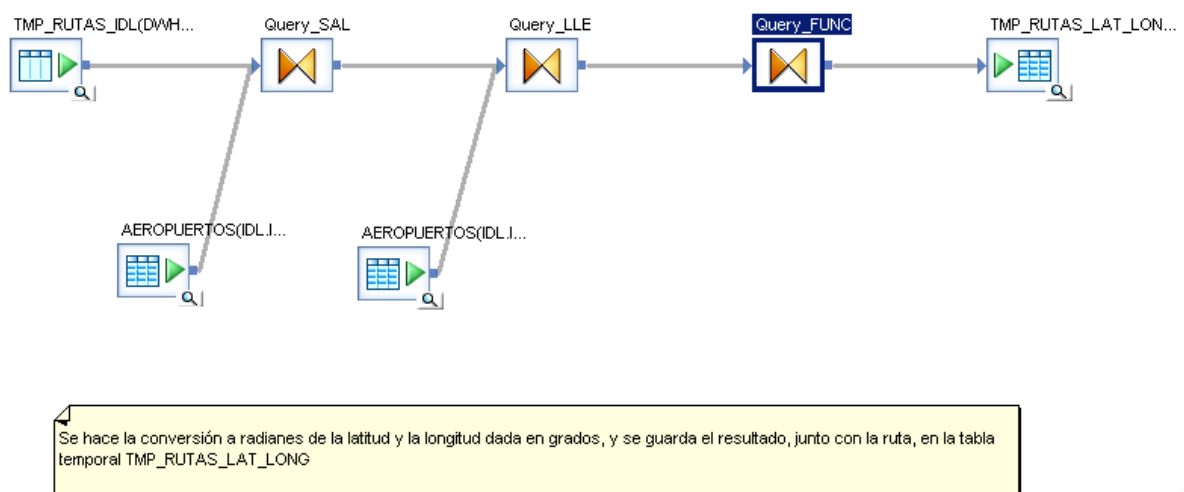 TMP_RUTAS_IDL(DWH...
Query_SAL
Query_LLE
Query_FUNC
TMP_RUTAS_LAT_LON...
AEROPUERTOS(IDL.I...
AEROPUERTOS(IDL.I...
Se hace la conversión a radianes de la latitud y la longitud dada en grados, y se guarda el resultado, junto con la ruta, en la tabla
temporal TMP_RUTAS_LAT_LONG